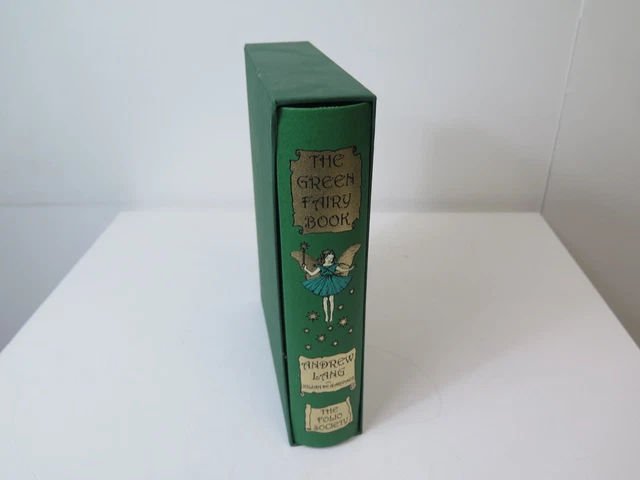 THE
GREEN
FAIRY
BOOK
ANDREW
LANG
THE
FOLIO
SOCIETY